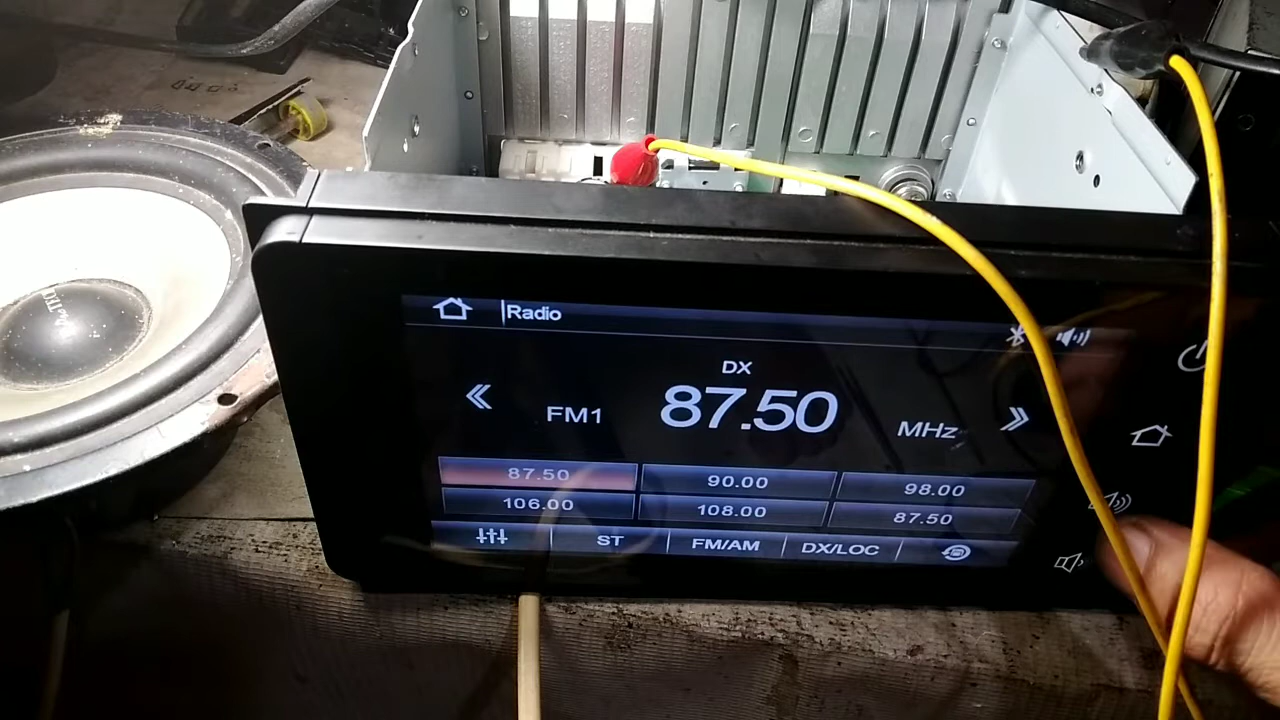 Radio
DX
FM1 87.50 MHz
87.50 90.00 98.00
106.00 108.00 87.50
ST FM/AM DX/LOC